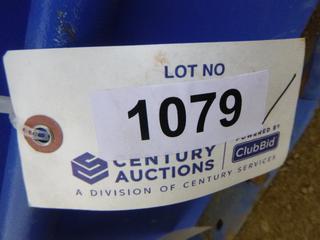 LOT NO
1079
CENTURY
AUCTIONS
POWERED BY
ClubBid
A DIVISION OF CENTURY SERVICES